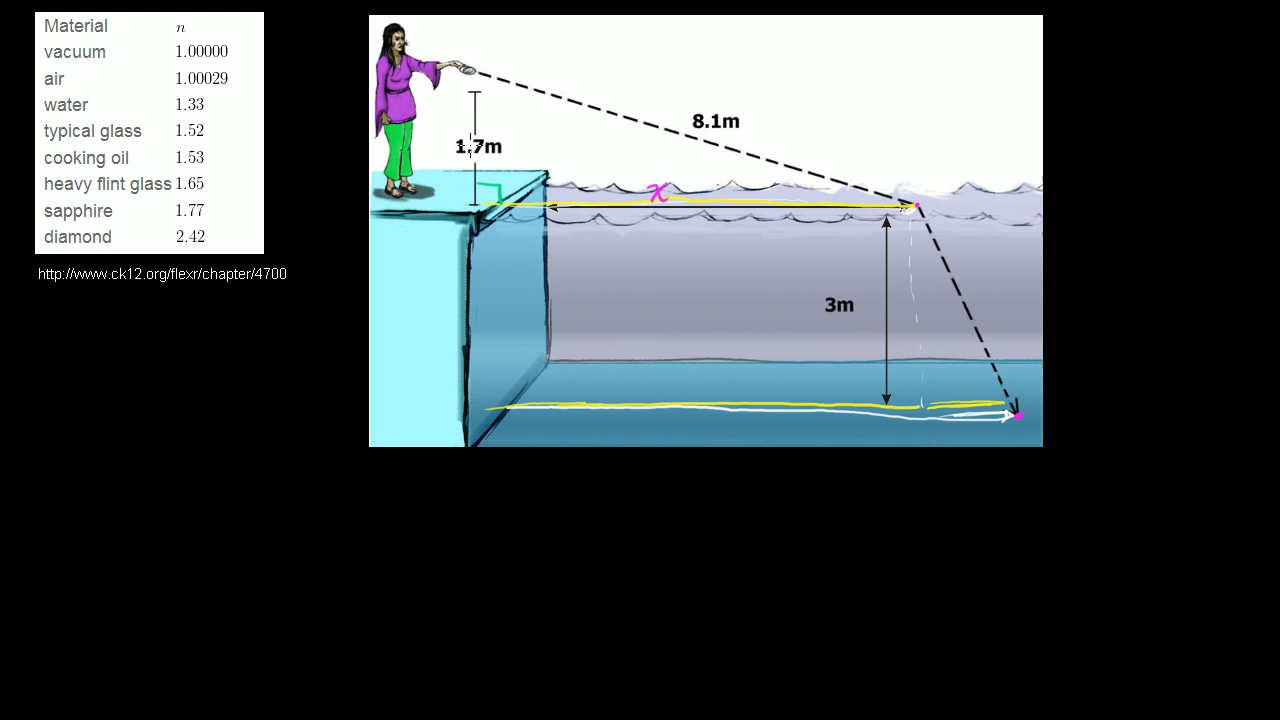 Material n
vacuum 1.00000
air 1.00029
water 1.33
typical glass 1.52
cooking oil 1.53
heavy flint glass 1.65
sapphire 1.77
diamond 2.42
http://www.ck12.org/flexr/chapter/4700
8.1m
1.7m
x
3m